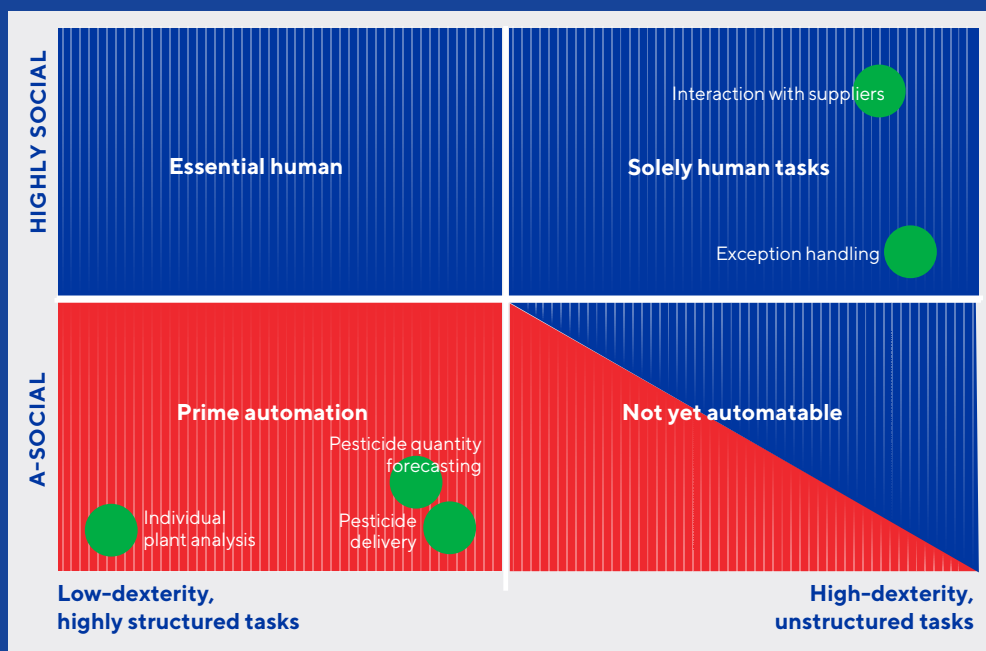 HIGHLY SOCIAL
Interaction with suppliers
Essential human
Solely human tasks
Exception handling
A-SOCIAL
Prime automation
Not yet automatable
Pesticide quantity
forecasting
Individual
plant analysis
Pesticide
delivery
Low-dexterity,
highly structured tasks
High-dexterity,
unstructured tasks